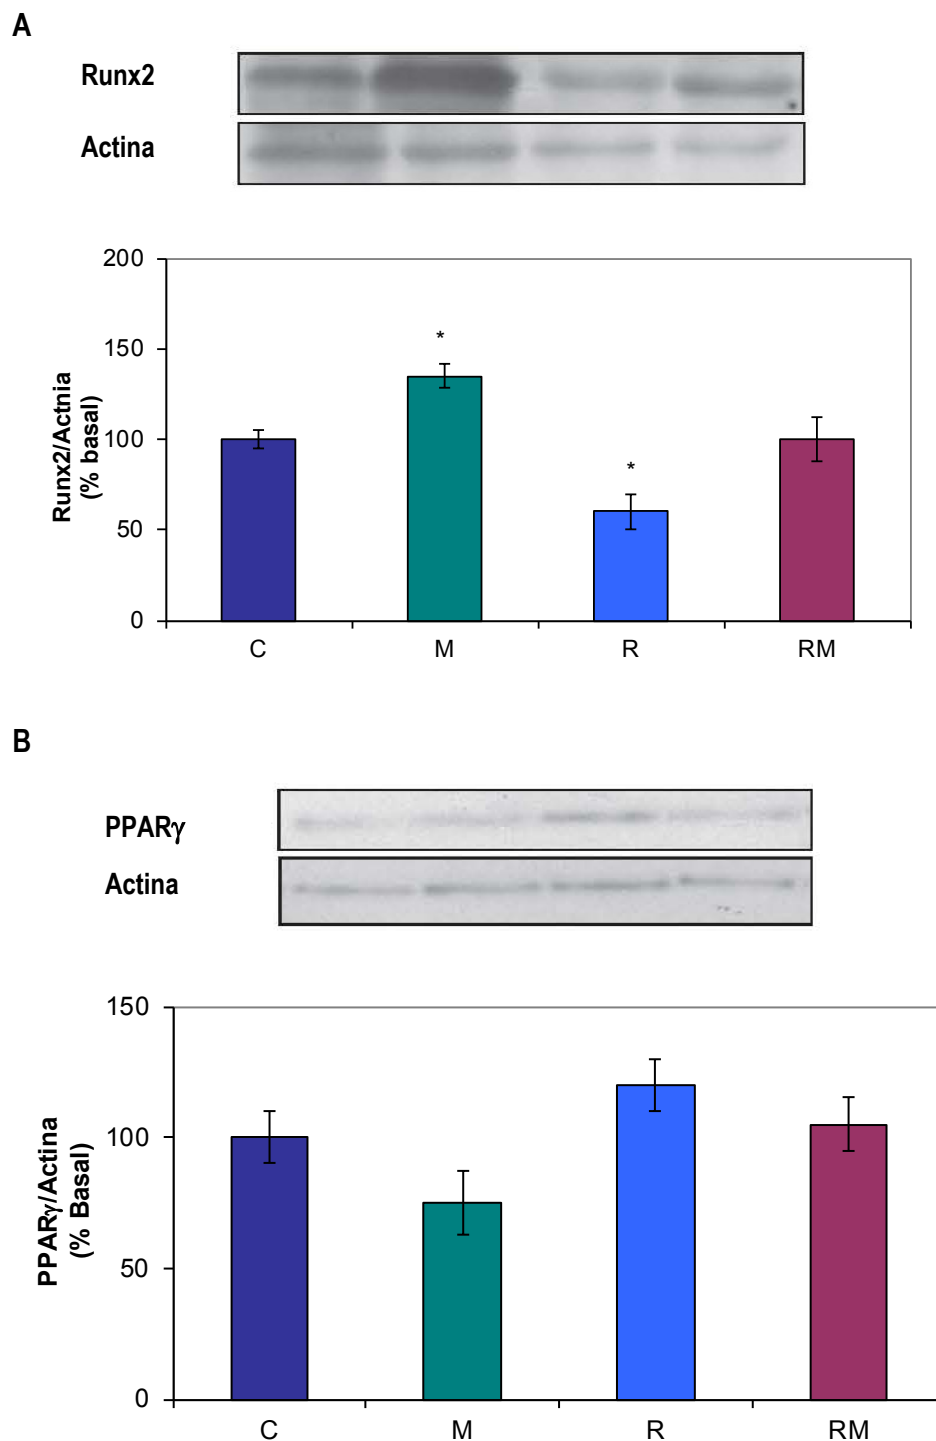 A
Runx2
Actina
200
150
100
50
0
Runx2/Actnia
(% basal)
*
*
C M R RM
B
PPARγ
Actina
150
100
50
0
PPARγ/Actina
(% Basal)
C M R RM